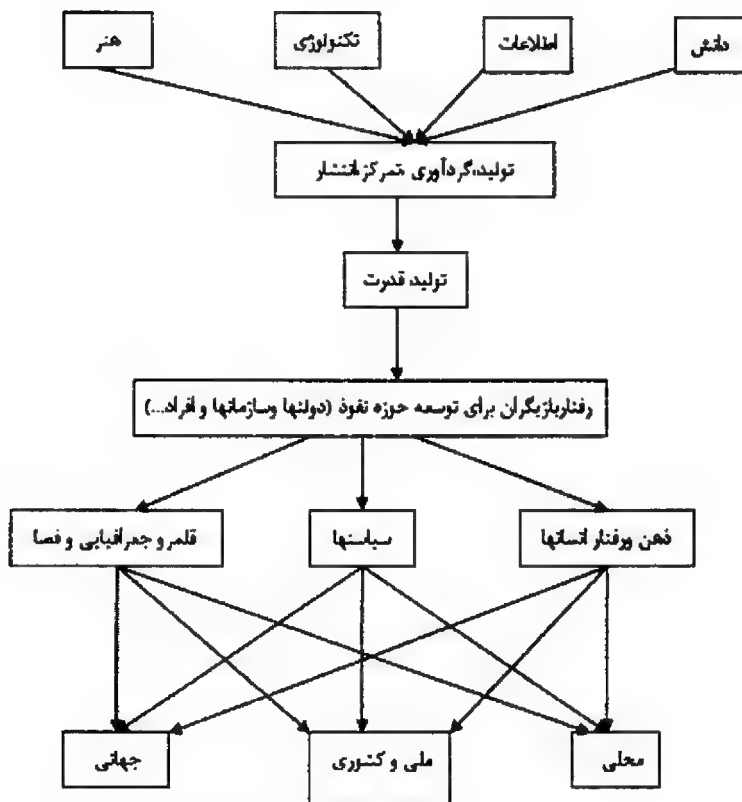 دانش
اطلاعات
تکنولوژی
هنر
تولید،گردآوری ،تمرکز،انتشار
تولید قدرت
رفتاربازیگران برای توسعه حوزه نفوذ (دولتها وسازمانها و افراد...)
ذهن ورفتار انسانها
سیاستها
قلمرو جغرافیایی و فضا
محلی
ملی و کشوری
جهانی